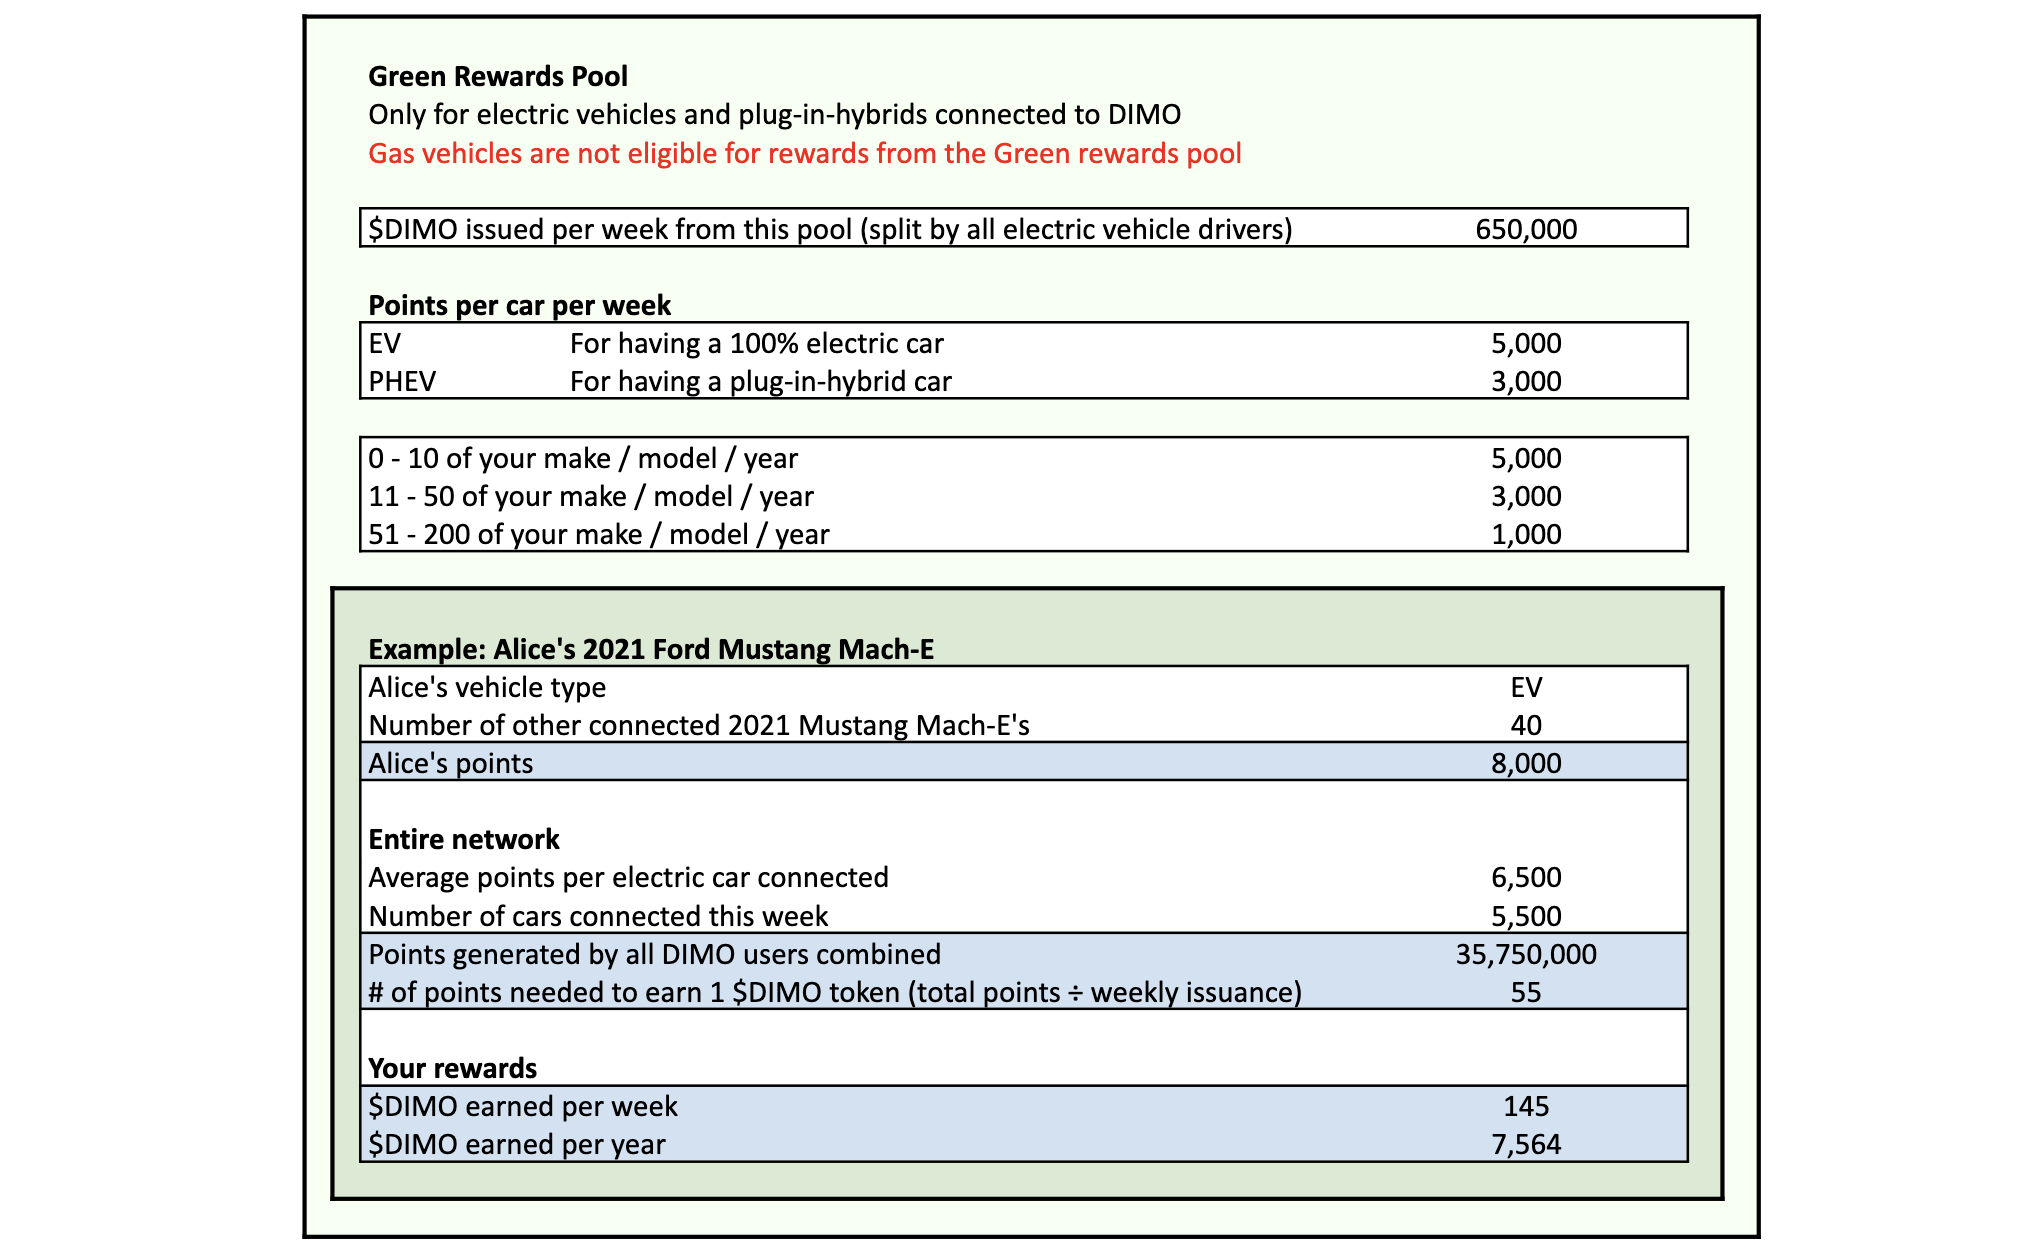 Green Rewards Pool
Only for electric vehicles and plug-in-hybrids connected to DIMO
Gas vehicles are not eligible for rewards from the Green rewards pool
$DIMO issued per week from this pool (split by all electric vehicle drivers) 650,000
Points per car per week
EV For having a 100% electric car 5,000
PHEV For having a plug-in-hybrid car 3,000
0 - 10 of your make / model / year 5,000
11 - 50 of your make / model / year 3,000
51 - 200 of your make / model / year 1,000
Example: Alice's 2021 Ford Mustang Mach-E
Alice's vehicle type EV
Number of other connected 2021 Mustang Mach-E's 40
Alice's points 8,000
Entire network
Average points per electric car connected 6,500
Number of cars connected this week 5,500
Points generated by all DIMO users combined 35,750,000
# of points needed to earn 1 $DIMO token (total points ÷ weekly issuance) 55
Your rewards
$DIMO earned per week 145
$DIMO earned per year 7,564